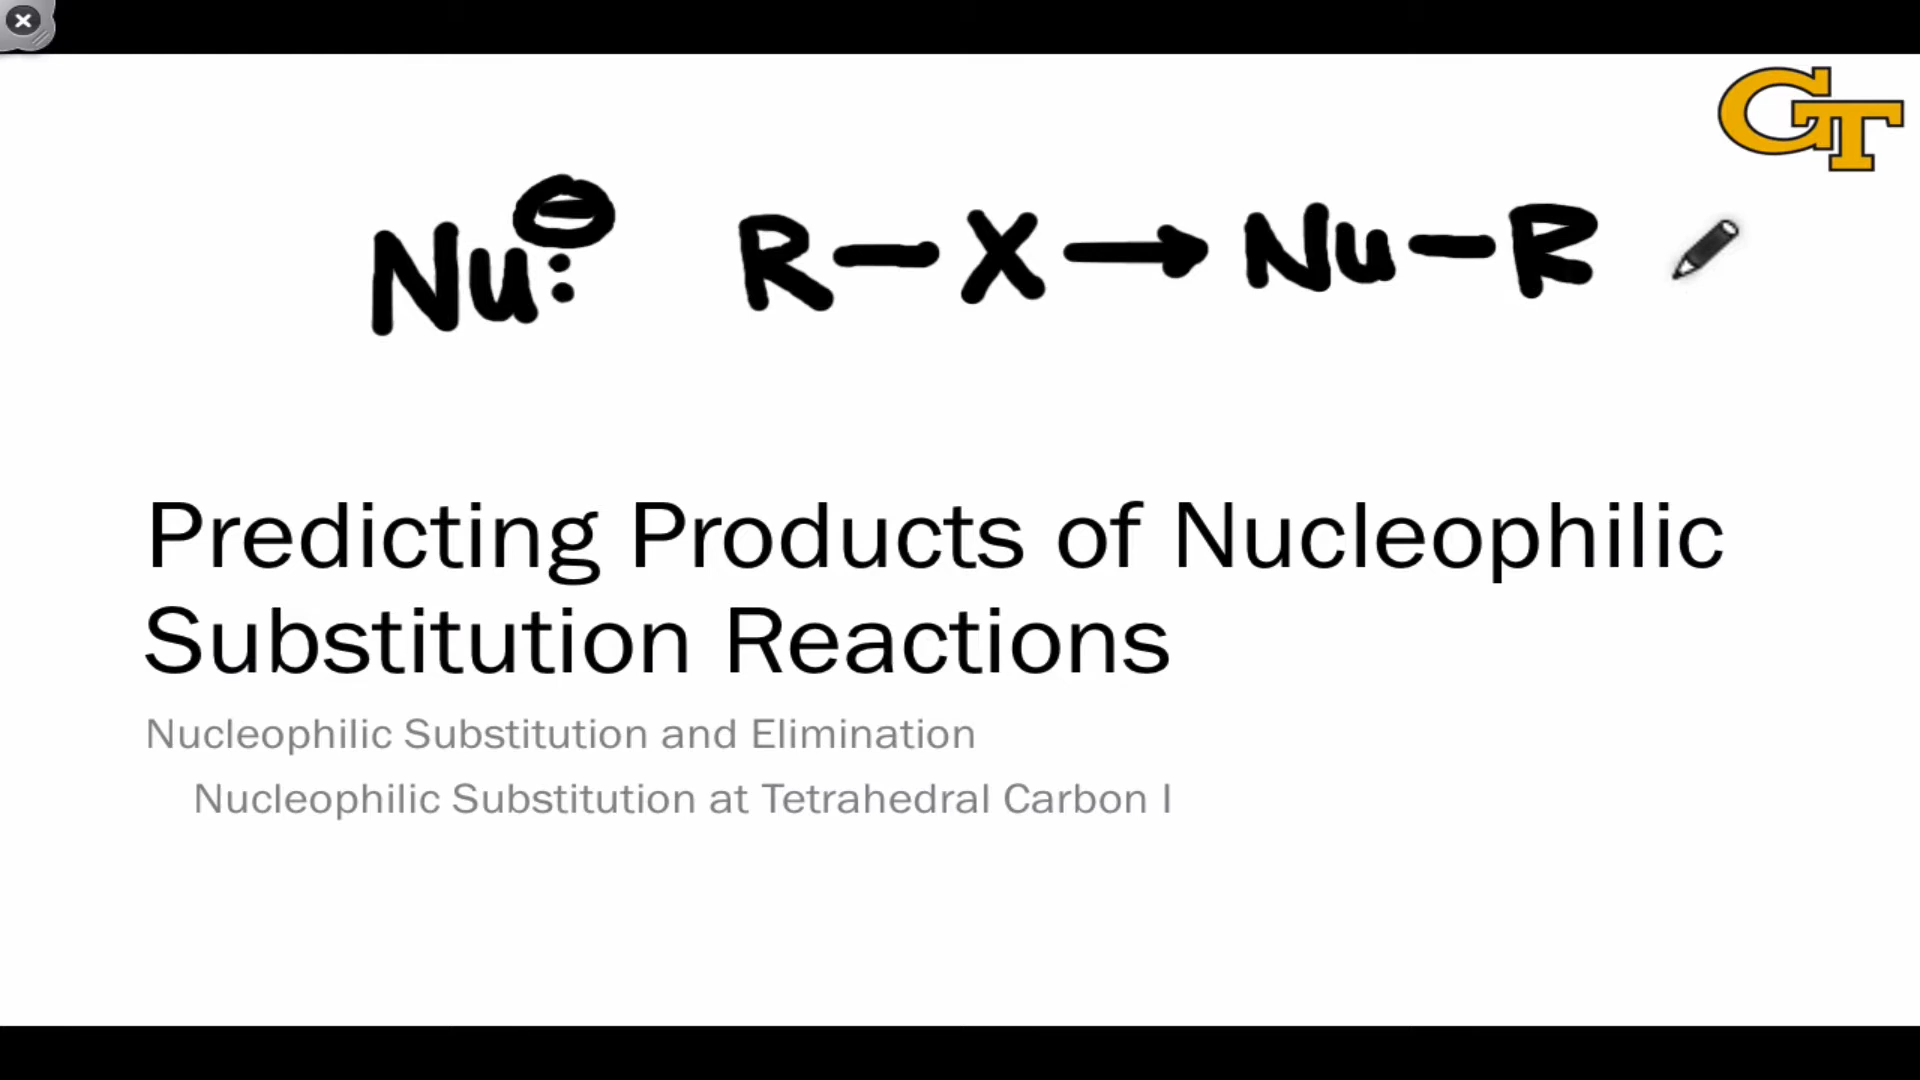 GT
Nu:⊖ R—X → Nu—R
Predicting Products of Nucleophilic
Substitution Reactions
Nucleophilic Substitution and Elimination
Nucleophilic Substitution at Tetrahedral Carbon I